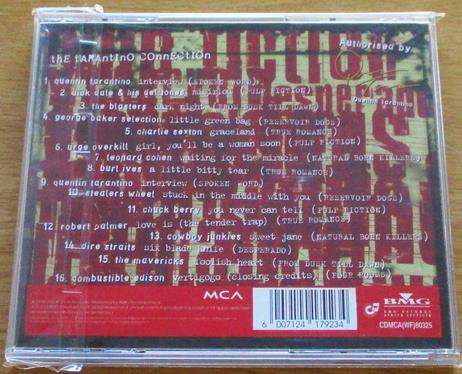 thE tARAntinO COnnECtiOn
Authorised by
Quentin Tarantino
1. quentin tarantino interview (SPOKEN WORD)
2. dick dale & his del tones misirlou (PULP FICTION)
3. the blasters dark night (FROM DUSK TILL DAWN)
4. george baker selection little green bag (RESERVOIR DOGS)
5. charlie sexton graceland (TRUE ROMANCE)
6. urge overkill girl, you'll be a woman soon (PULP FICTION)
7. leonard cohen waiting for the miracle (NATURAL BORN KILLERS)
8. burl ives a little bitty tear (TRUE ROMANCE)
9. quentin tarantino interview (SPOKEN WORD)
10. stealers wheel stuck in the middle with you (RESERVOIR DOGS)
11. chuck berry you never can tell (PULP FICTION)
12. robert palmer love is (the tender trap) (TRUE ROMANCE)
13. cowboy junkies sweet jane (NATURAL BORN KILLERS)
14. dire straits six blade knife (DESPERADO)
15. the mavericks foolish heart (FROM DUSK TILL DAWN)
16. combustible edison vertigogo (closing credits) (FOUR ROOMS)
MCA
6 007124 179234
BMG
BMG RECORDS
AFRICA
CDMCA(WF)80325